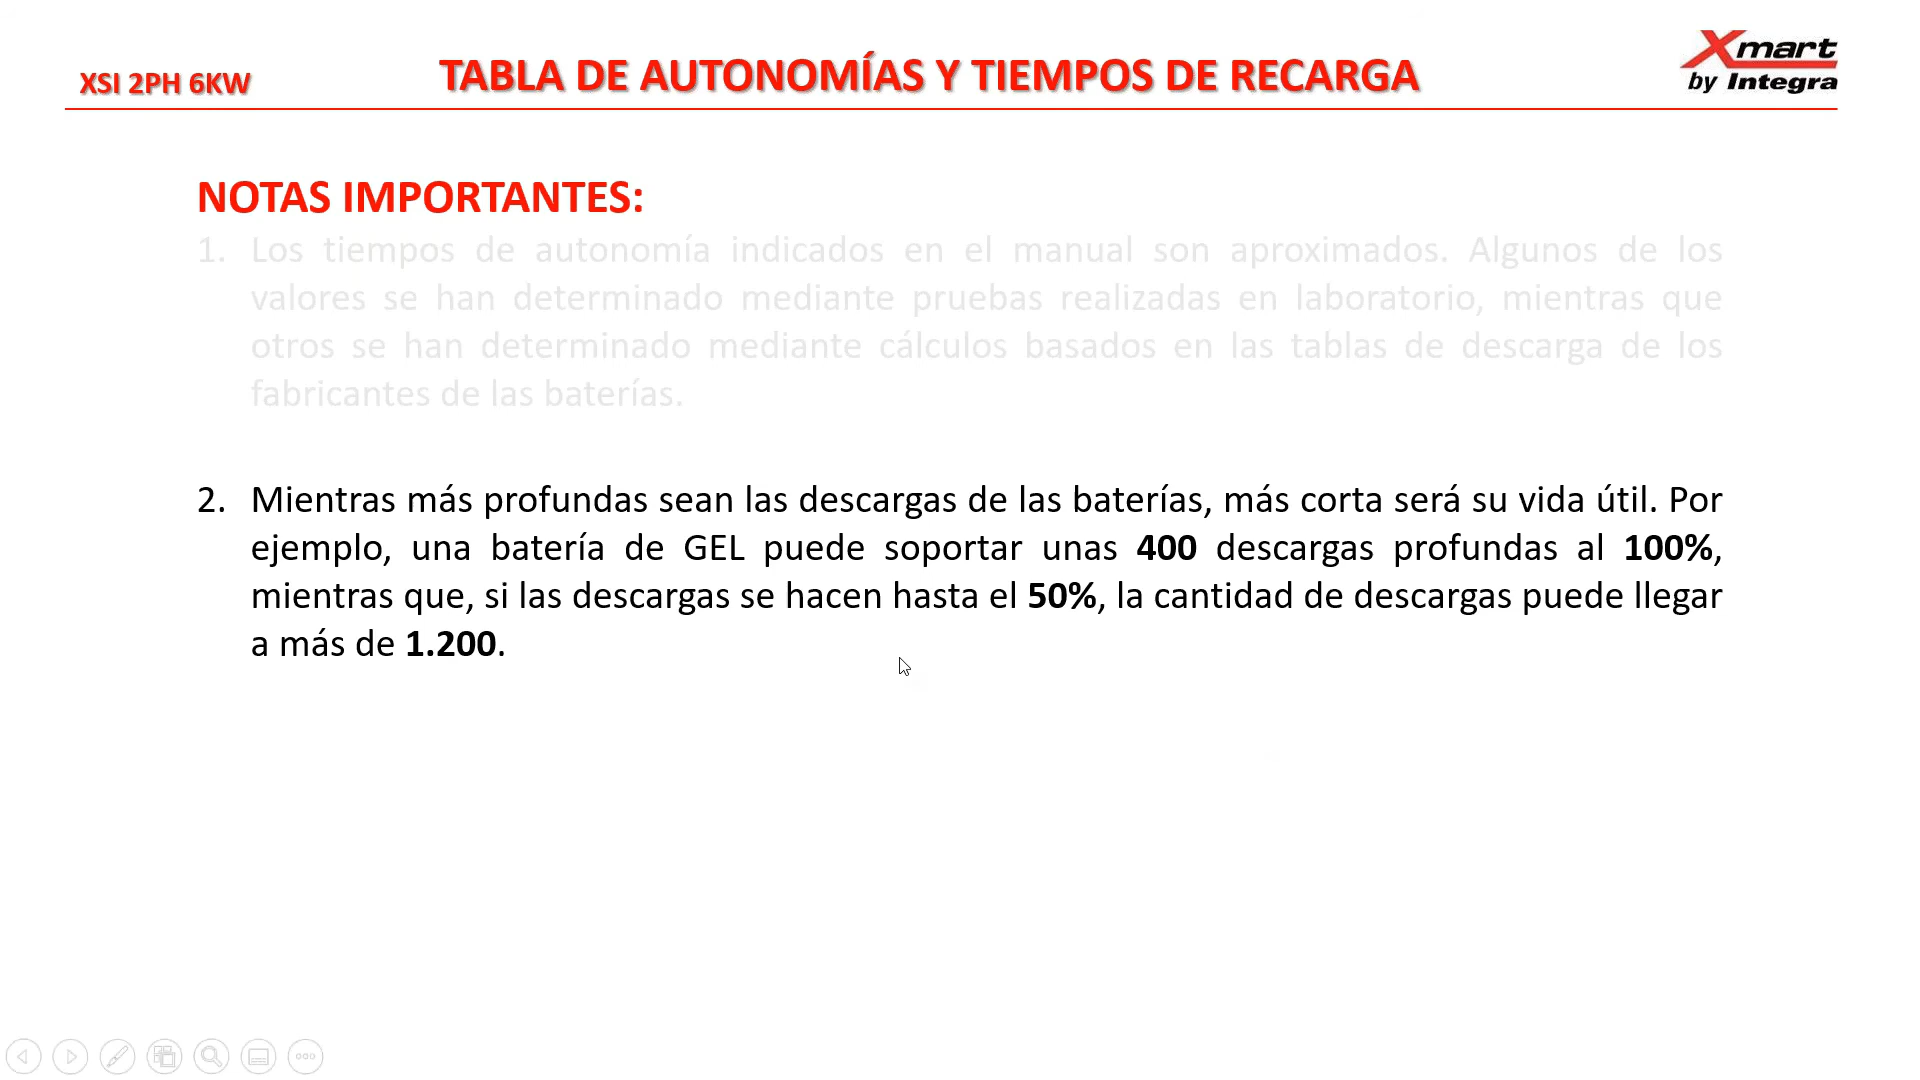 XSI 2PH 6KW
TABLA DE AUTONOMÍAS Y TIEMPOS DE RECARGA
Xmart
by Integra
NOTAS IMPORTANTES:
1. Los tiempos de autonomía indicados en el manual son aproximados. Algunos de los
valores se han determinado mediante pruebas realizadas en laboratorio, mientras que
otros se han determinado mediante cálculos basados en las tablas de descarga de los
fabricantes de las baterías.
2. Mientras más profundas sean las descargas de las baterías, más corta será su vida útil. Por
ejemplo, una batería de GEL puede soportar unas 400 descargas profundas al 100%,
mientras que, si las descargas se hacen hasta el 50%, la cantidad de descargas puede llegar
a más de 1.200.